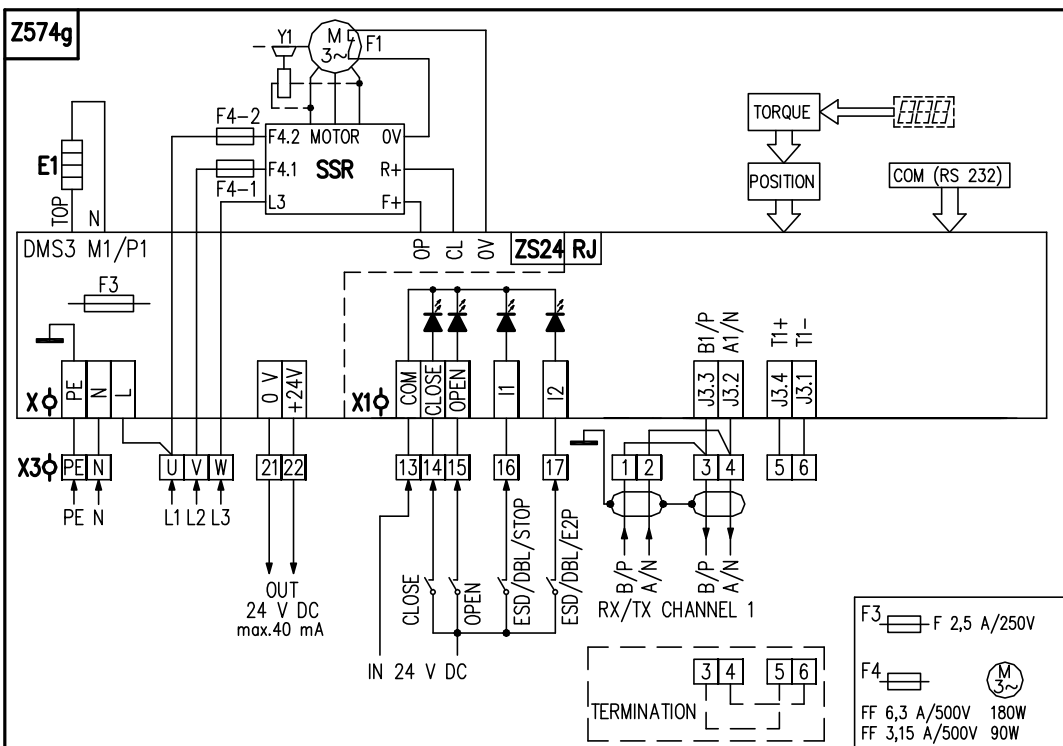 Z574g
Y1
M
3~
F1
F4-2
F4.2 MOTOR 0V
E1
F4.1 SSR R+
F4-1
L3 F+
TORQUE
POSITION
COM (RS 232)
TOP
N
DMS3 M1/P1
OP
CL
0V
ZS24 RJ
F3
B1/P
A1/N
T1+
T1-
X
PE
N
L
0 V
+24V
X1
COM
CLOSE
OPEN
I1
I2
J3.3
J3.2
J3.4
J3.1
X3
PE N
U V W
21 22
13 14 15
16
17
1 2
3 4
5 6
PE N
L1 L2 L3
OUT
24 V DC
max.40 mA
CLOSE
OPEN
ESD/DBL/STOP
ESD/DBL/E2P
B/P
A/N
B/P
A/N
RX/TX CHANNEL 1
IN 24 V DC
TERMINATION
3 4
5 6
F3 F 2,5 A/250V
F4
M
3~
FF 6,3 A/500V 180W
FF 3,15 A/500V 90W